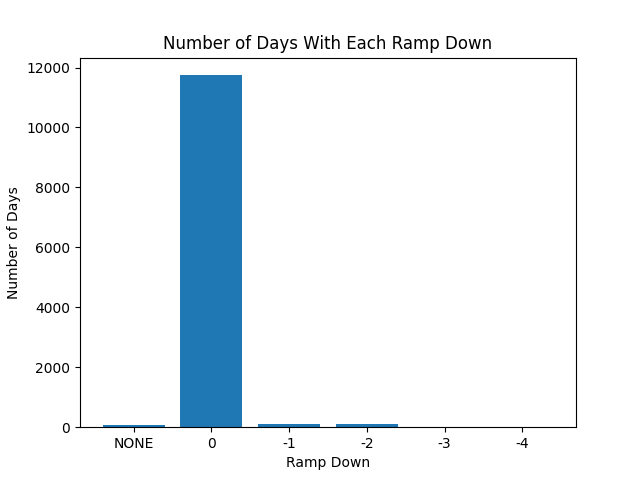 Number of Days With Each Ramp Down
12000
10000
8000
6000
4000
2000
0
Number of Days
NONE 0 -1 -2 -3 -4
Ramp Down